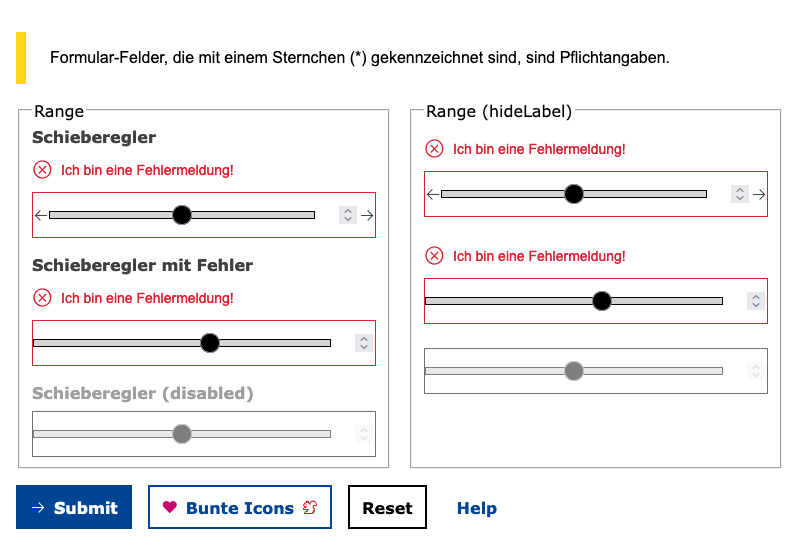 Formular-Felder, die mit einem Sternchen (*) gekennzeichnet sind, sind Pflichtangaben.
Range
Schieberegler
Ich bin eine Fehlermeldung!
Schieberegler mit Fehler
Ich bin eine Fehlermeldung!
Schieberegler (disabled)
Range (hideLabel)
Ich bin eine Fehlermeldung!
Ich bin eine Fehlermeldung!
Submit
Bunte Icons
Reset
Help